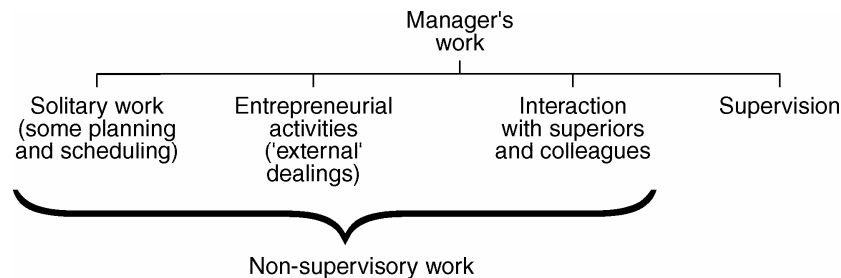 Manager's
work
Solitary work
(some planning
and scheduling)
Entrepreneurial
activities
('external'
dealings)
Interaction
with superiors
and colleagues
Supervision
Non-supervisory work